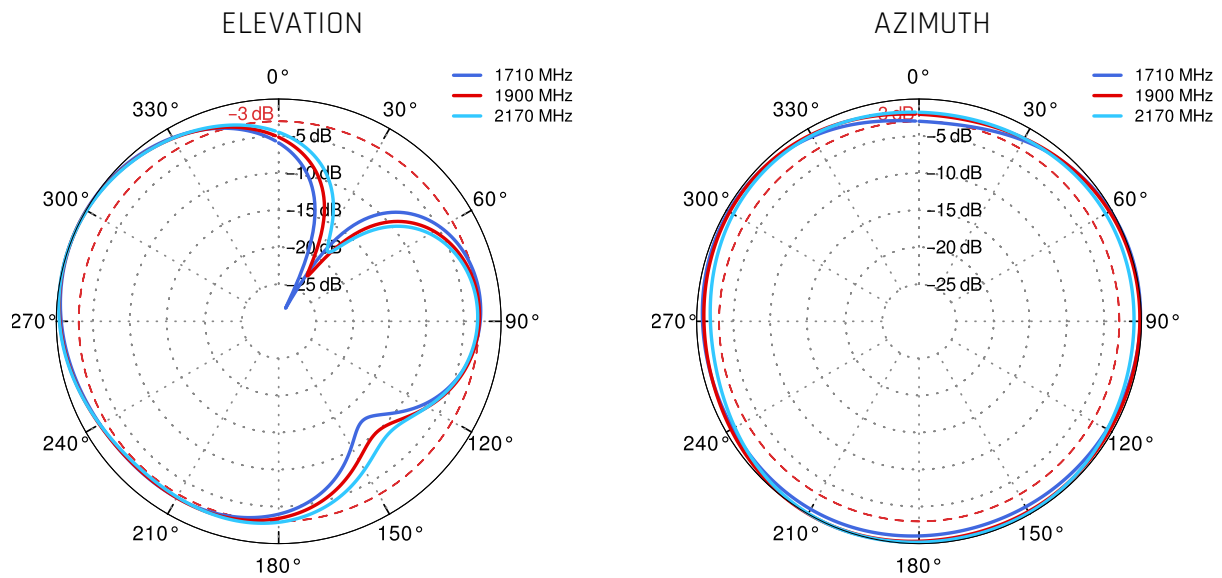 ELEVATION
1710 MHz
1900 MHz
2170 MHz
0°
330°
30°
−3 dB
−5 dB
−10 dB
−15 dB
−20 dB
−25 dB
300°
60°
270°
90°
240°
120°
210°
150°
180°
AZIMUTH
1710 MHz
1900 MHz
2170 MHz
0°
330°
30°
−3 dB
−5 dB
−10 dB
−15 dB
−20 dB
−25 dB
300°
60°
270°
90°
240°
120°
210°
150°
180°